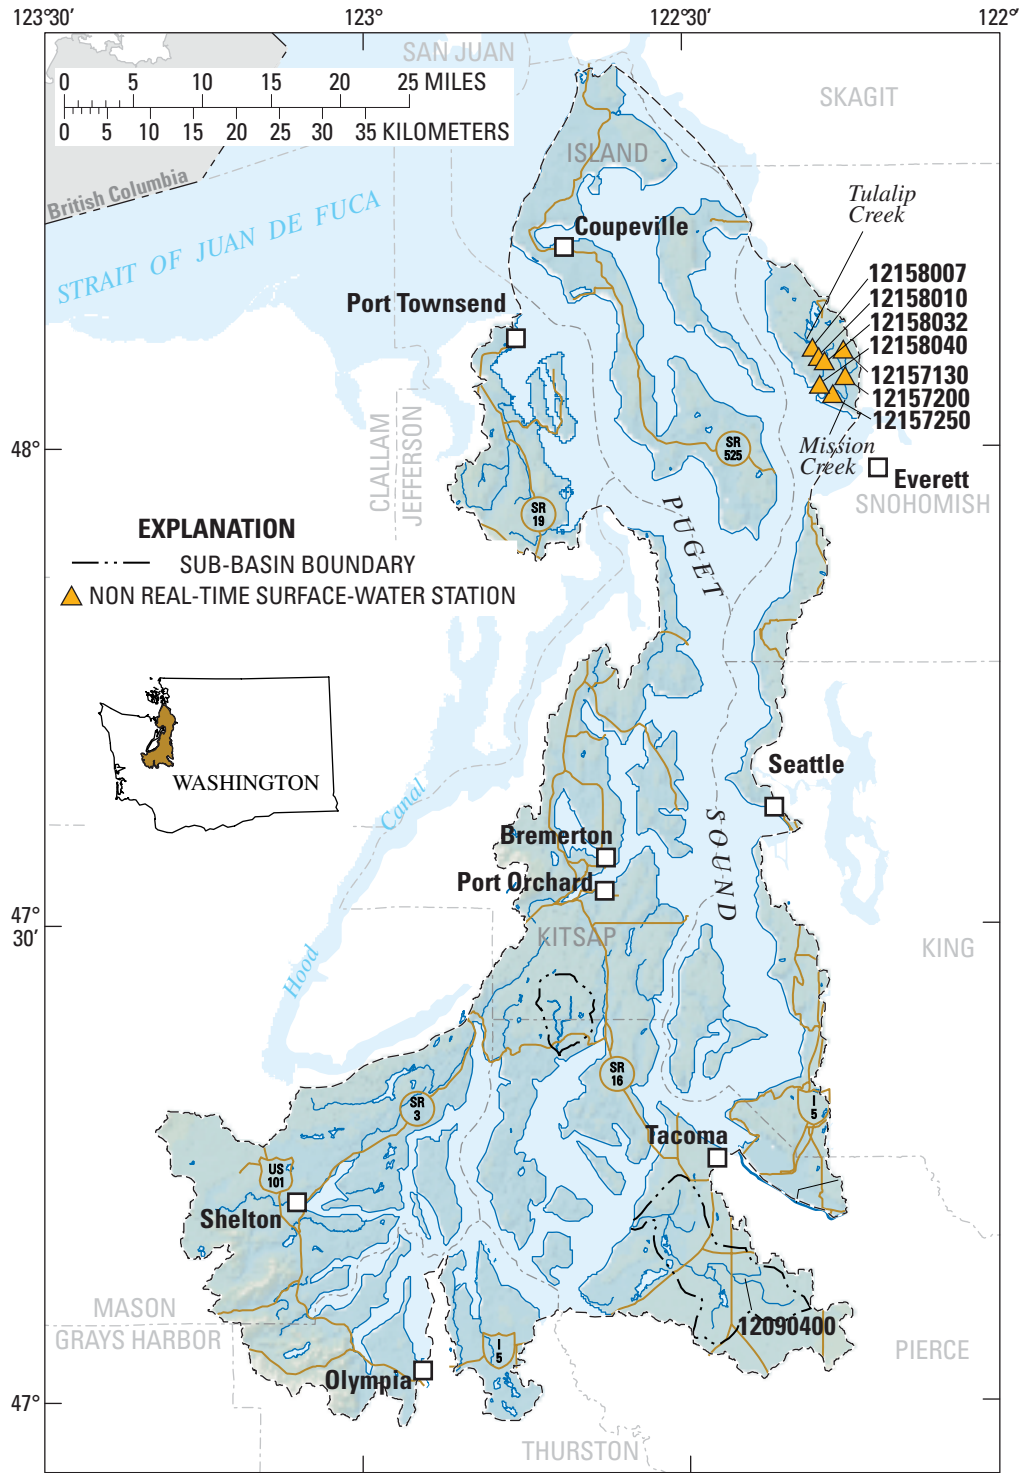 123°30′
123°
122°30′
122°
SAN JUAN
0 5 10 15 20 25 MILES
0 5 10 15 20 25 30 35 KILOMETERS
SKAGIT
ISLAND
British Columbia
STRAIT OF JUAN DE FUCA
Tulalip
Creek
Coupeville
12158007
12158010
12158032
12158040
12157130
12157200
12157250
Port Townsend
48°
CLALLAM
JEFFERSON
SR
525
Mission
Creek
Everett
SNOHOMISH
SR
19
PUGET
EXPLANATION
SUB-BASIN BOUNDARY
NON REAL-TIME SURFACE-WATER STATION
WASHINGTON
Seattle
Canal
SOUND
Bremerton
Port Orchard
47°
30′
KITSAP
KING
Hood
SR
16
SR
3
I
5
Tacoma
US
101
Shelton
MASON
GRAYS HARBOR
12090400
PIERCE
I
5
Olympia
47°
THURSTON